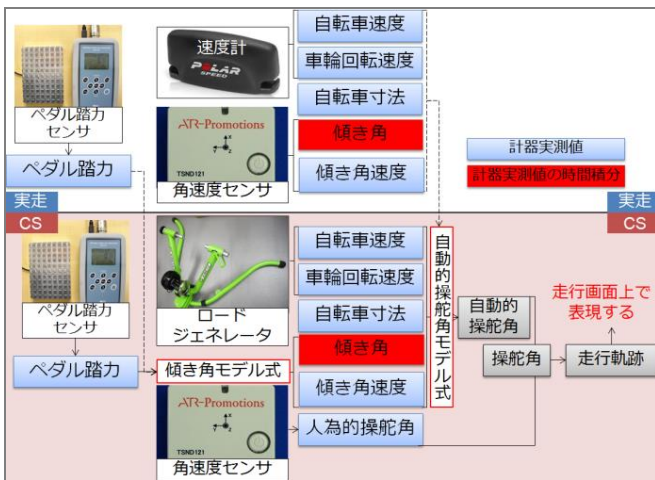 ペダル踏力
センサ
ペダル踏力
速度計
POLAR
SPEED
ATR-Promotions
TSND121
角速度センサ
自転車速度
車輪回転速度
自転車寸法
傾き角
傾き角速度
計器実測値
計器実測値の時間積分
実走
CS
実走
CS
ペダル踏力
センサ
ペダル踏力
ロード
ジェネレータ
傾き角モデル式
ATR-Promotions
TSND121
角速度センサ
自転車速度
車輪回転速度
自転車寸法
傾き角
傾き角速度
人為的操舵角
自動的操舵角モデル式
自動的
操舵角
操舵角
走行軌跡
走行画面上で
表現する